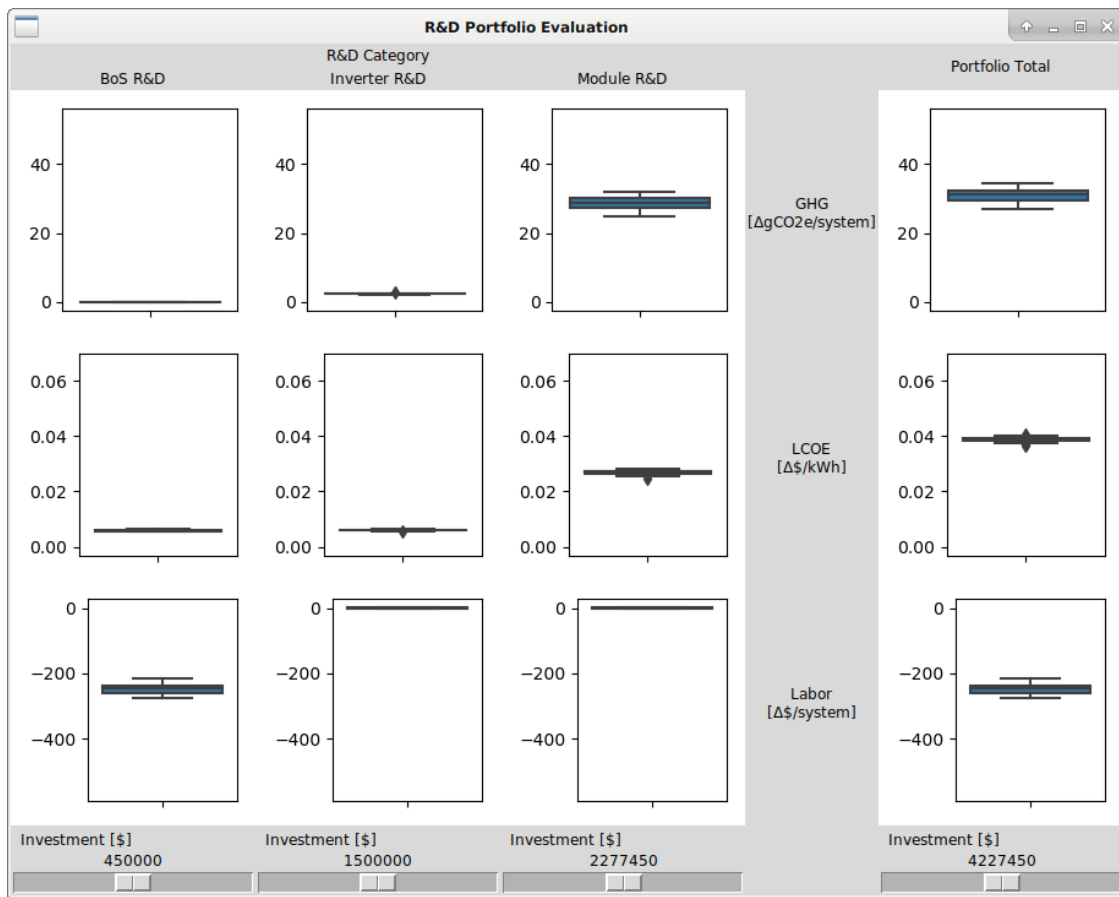 R&D Portfolio Evaluation
R&D Category
BoS R&D Inverter R&D Module R&D Portfolio Total
40 40 40 40
20 20 20 20
0 0 0 0
GHG
[ΔgCO2e/system]
0.06 0.06 0.06 0.06
0.04 0.04 0.04 0.04
0.02 0.02 0.02 0.02
0.00 0.00 0.00 0.00
LCOE
[Δ$/kWh]
0 0 0 0
−200 −200 −200 −200
−400 −400 −400 −400
Labor
[Δ$/system]
Investment [$] Investment [$] Investment [$] Investment [$]
450000 1500000 2277450 4227450